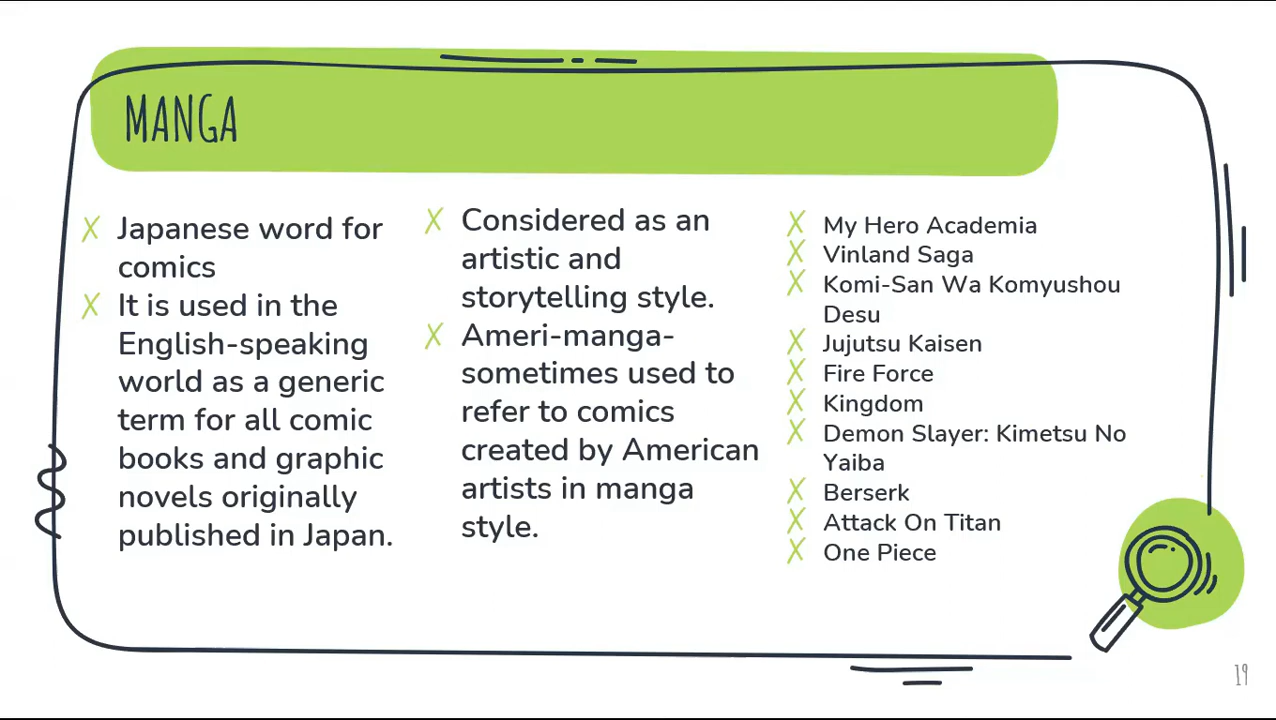 MANGA
Japanese word for
comics
It is used in the
English-speaking
world as a generic
term for all comic
books and graphic
novels originally
published in Japan.
Considered as an
artistic and
storytelling style.
Ameri-manga-
sometimes used to
refer to comics
created by American
artists in manga
style.
My Hero Academia
Vinland Saga
Komi-San Wa Komyushou
Desu
Jujutsu Kaisen
Fire Force
Kingdom
Demon Slayer: Kimetsu No
Yaiba
Berserk
Attack On Titan
One Piece
19